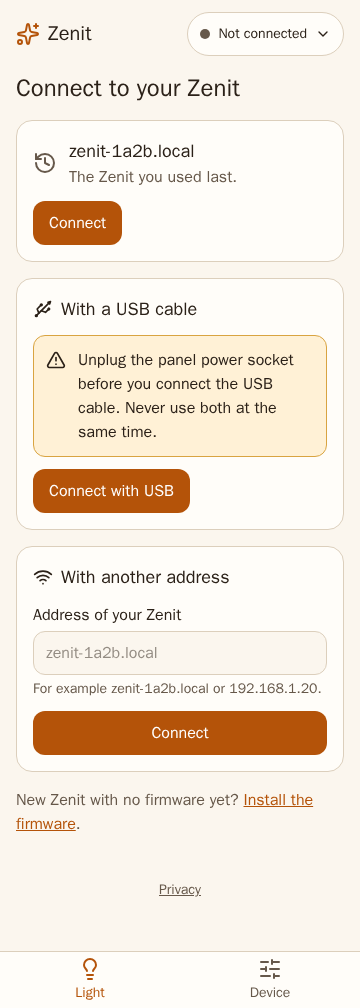 Zenit
Not connected
Connect to your Zenit
zenit-1a2b.local
The Zenit you used last.
Connect
With a USB cable
Unplug the panel power socket
before you connect the USB
cable. Never use both at the
same time.
Connect with USB
With another address
Address of your Zenit
zenit-1a2b.local
For example zenit-1a2b.local or 192.168.1.20.
Connect
New Zenit with no firmware yet? Install the
firmware.
Privacy
Light
Device